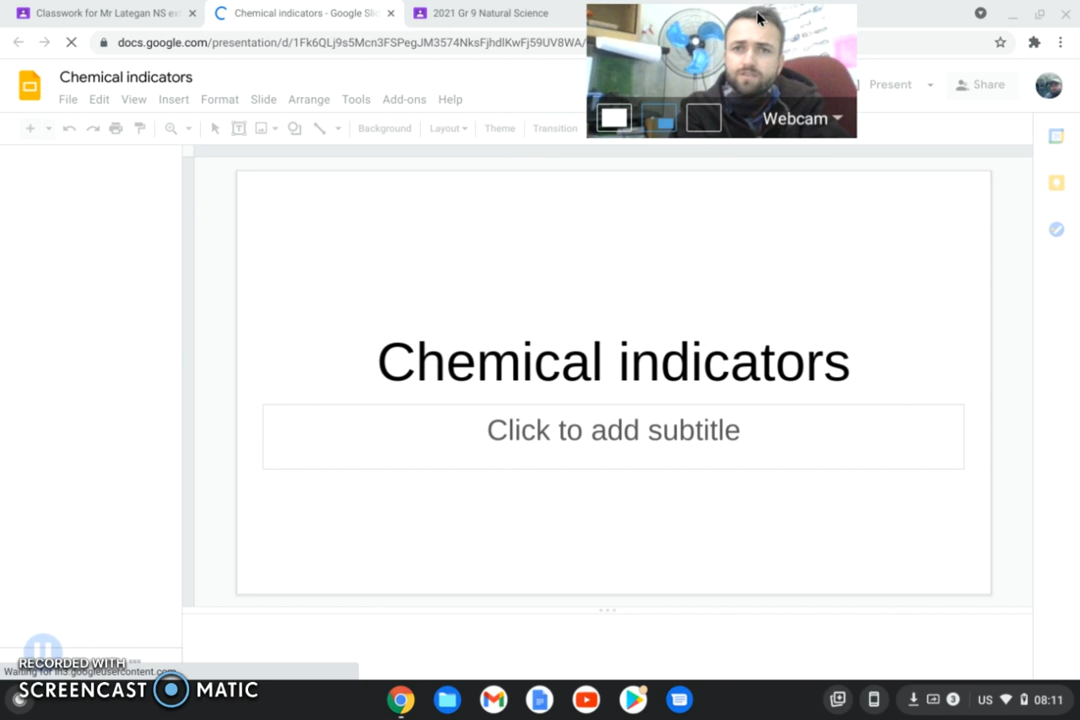 Classwork for Mr Lategan NS ex
Chemical indicators - Google Slid
2021 Gr 9 Natural Science
docs.google.com/presentation/d/1Fk6QLj9s5Mcn3FSPegJM3574NksFjhdlKwFj59UV8WA/
Chemical indicators
File Edit View Insert Format Slide Arrange Tools Add-ons Help
Present
Share
Background Layout Theme Transition
Webcam
Chemical indicators
Click to add subtitle
RECORDED WITH
SCREENCAST MATIC
3 US 08:11